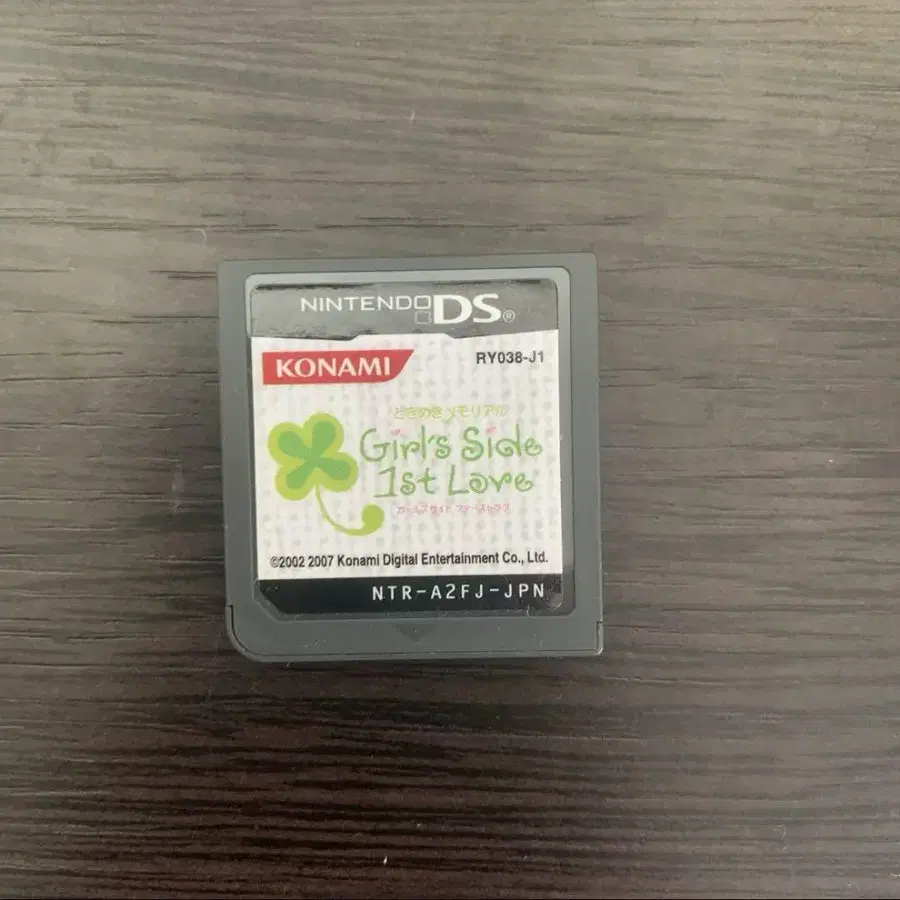 NINTENDO DS®
KONAMI
RY038-J1
ときめきメモリアル
Girl's Side
1st Love
ガールズサイド ファーストラブ
©2002 2007 Konami Digital Entertainment Co., Ltd.
NTR-A2FJ-JPN